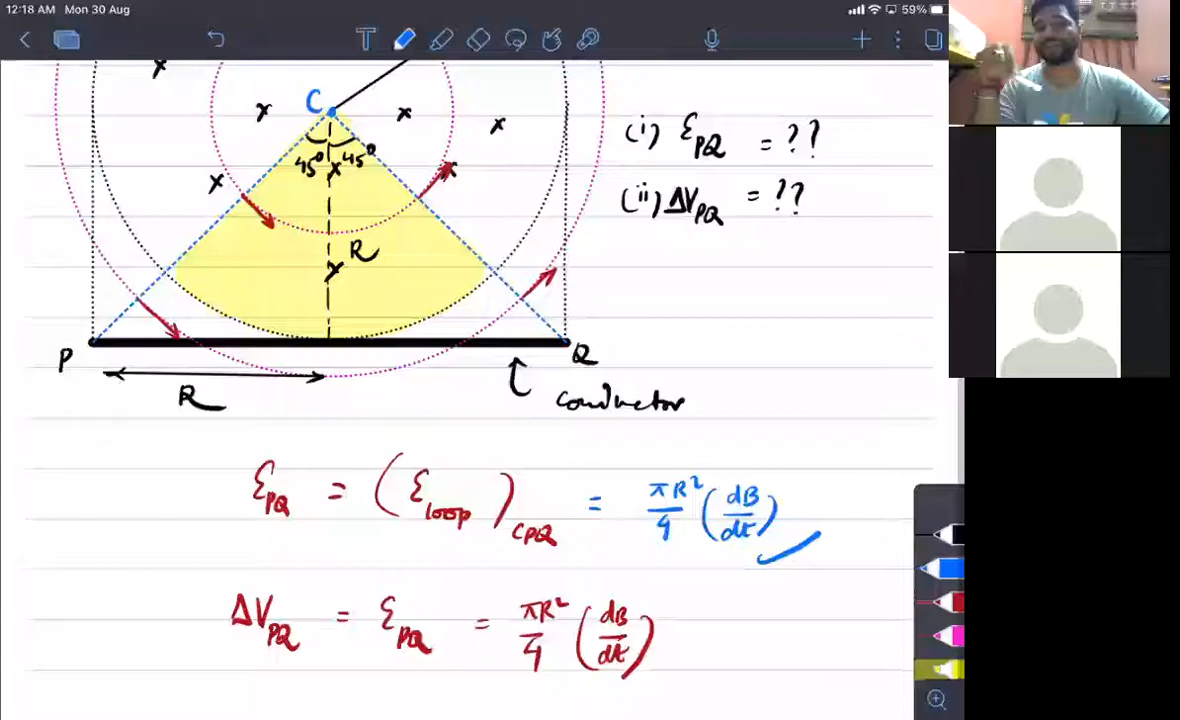 12:18 AM Mon 30 Aug
59%
T
C
(i) ε_PQ = ??
45° 45°
(ii) ΔV_PQ = ??
R
P
Q
R
conductor
ε_PQ = (ε_loop)_CPQ = πR²/4 (dB/dt)
ΔV_PQ = ε_PQ = πR²/4 (dB/dt)